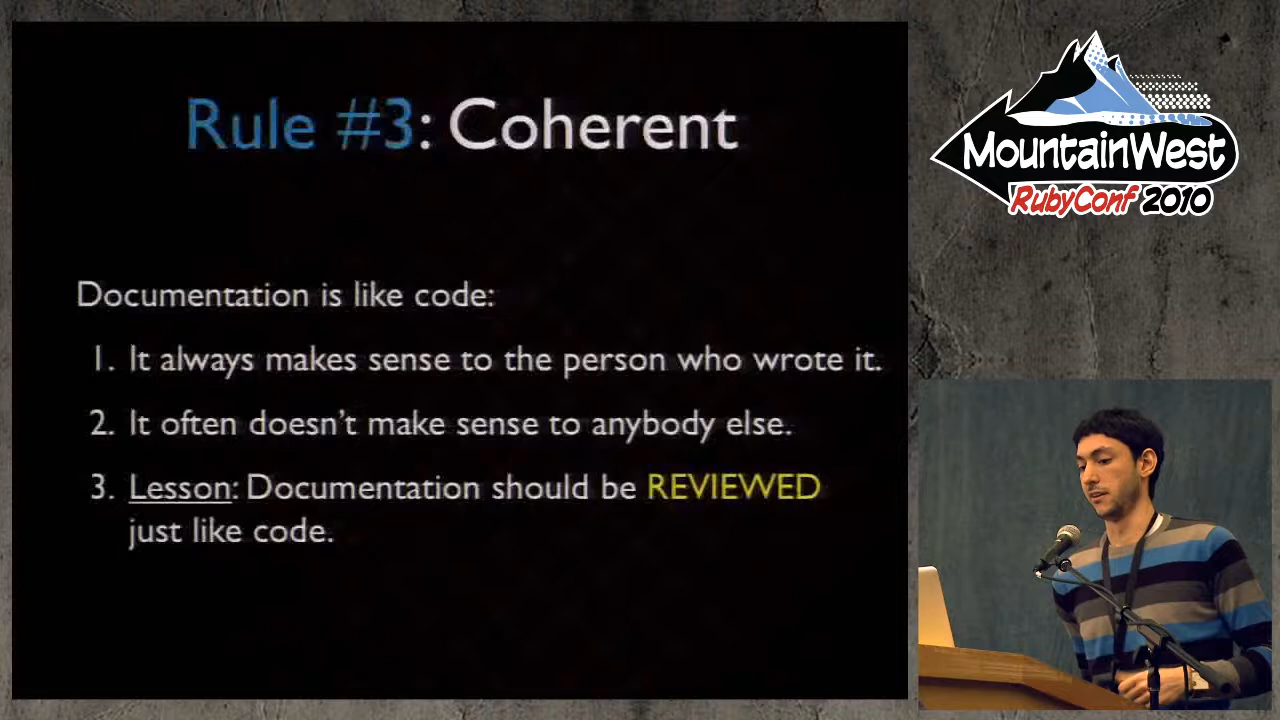 Rule #3: Coherent
Documentation is like code:
1. It always makes sense to the person who wrote it.
2. It often doesn't make sense to anybody else.
3. Lesson: Documentation should be REVIEWED
just like code.
MountainWest
RubyConf 2010